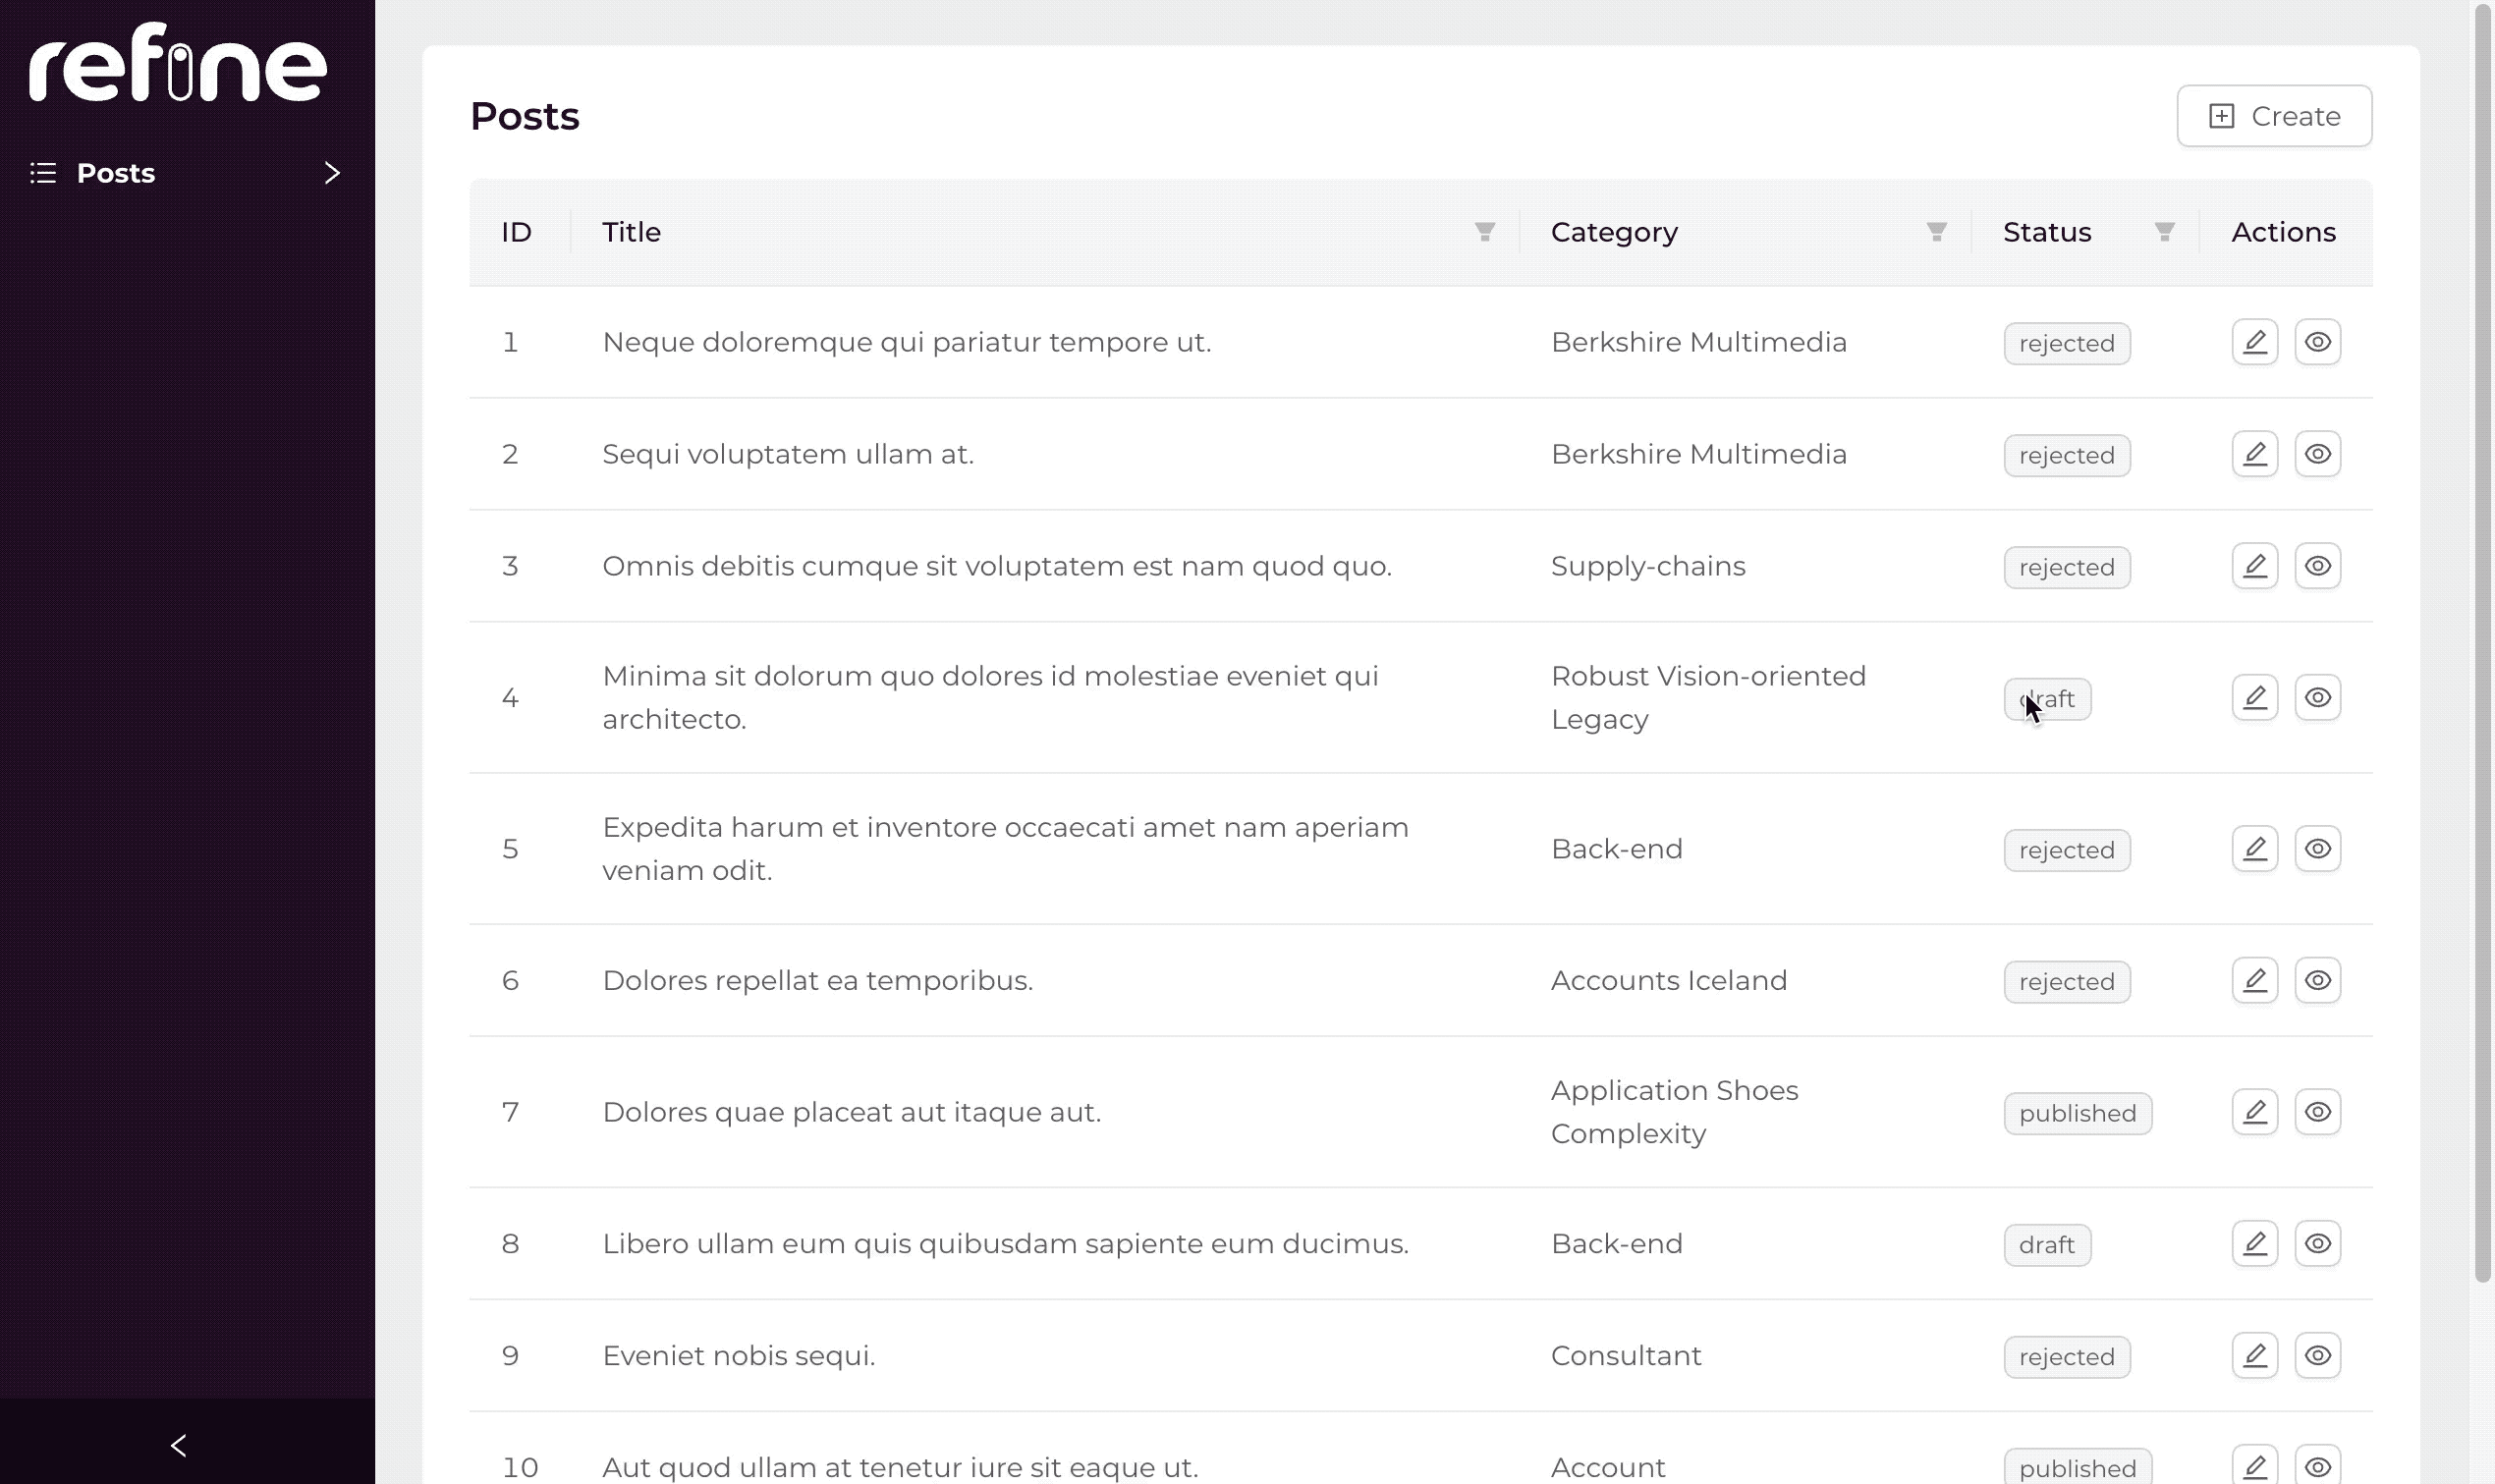 refine
Posts
Posts
Create
ID Title Category Status Actions
1 Neque doloremque qui pariatur tempore ut. Berkshire Multimedia rejected
2 Sequi voluptatem ullam at. Berkshire Multimedia rejected
3 Omnis debitis cumque sit voluptatem est nam quod quo. Supply-chains rejected
4 Minima sit dolorum quo dolores id molestiae eveniet qui
architecto. Robust Vision-oriented
Legacy draft
5 Expedita harum et inventore occaecati amet nam aperiam
veniam odit. Back-end rejected
6 Dolores repellat ea temporibus. Accounts Iceland rejected
7 Dolores quae placeat aut itaque aut. Application Shoes
Complexity published
8 Libero ullam eum quis quibusdam sapiente eum ducimus. Back-end draft
9 Eveniet nobis sequi. Consultant rejected
10 Aut quod ullam at tenetur iure sit eaque ut. Account published